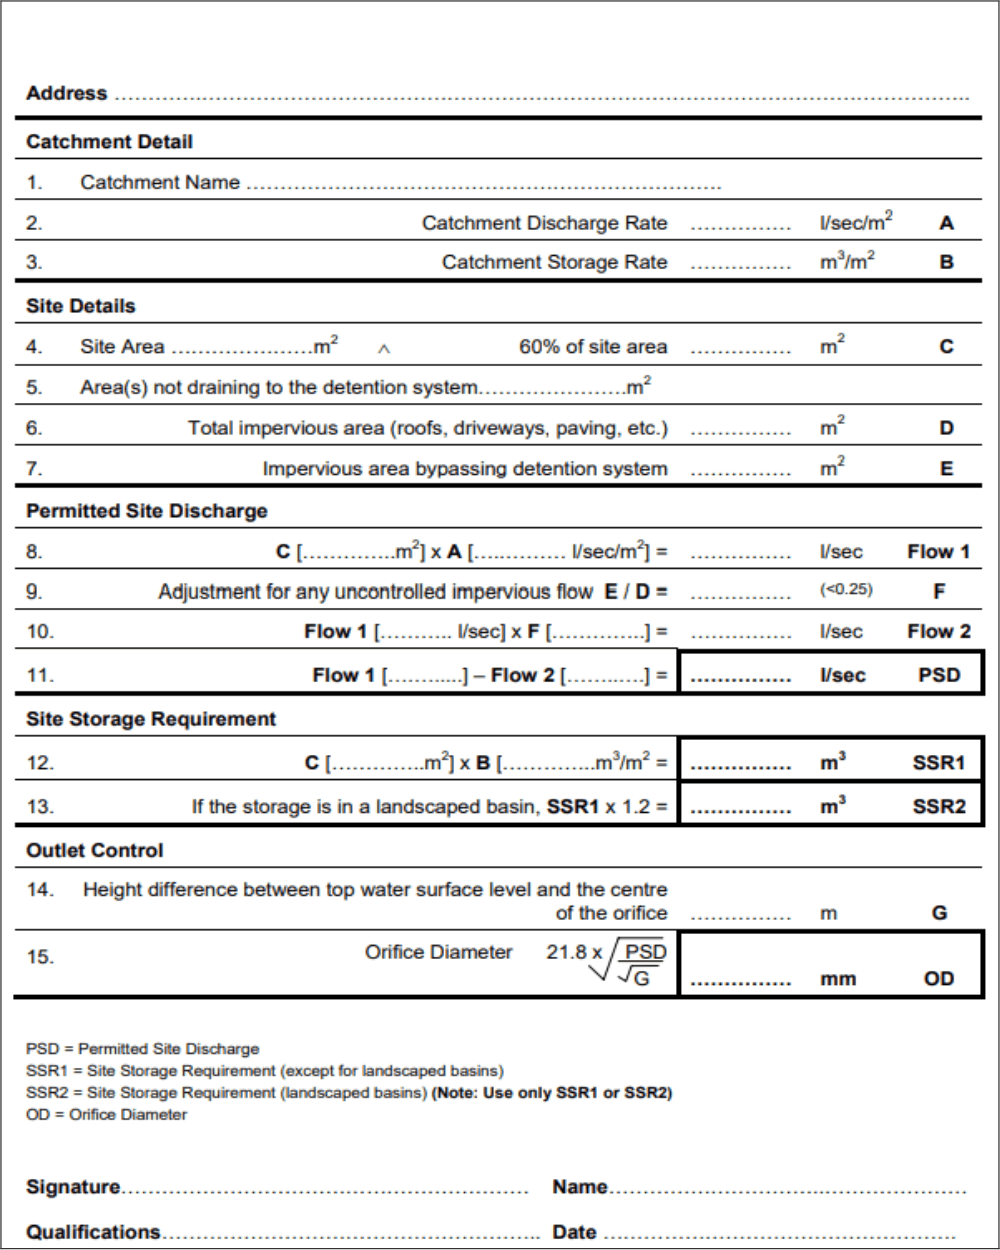 Address ................................................................................
Catchment Detail
1. Catchment Name ................................................................
2. Catchment Discharge Rate ............... l/sec/m² A
3. Catchment Storage Rate ............... m³/m² B
Site Details
4. Site Area .....................m² ^ 60% of site area ............... m² C
5. Area(s) not draining to the detention system......................m²
6. Total impervious area (roofs, driveways, paving, etc.) ............... m² D
7. Impervious area bypassing detention system ............... m² E
Permitted Site Discharge
8. C [..............m²] x A [.............. l/sec/m²] = ............... l/sec Flow 1
9. Adjustment for any uncontrolled impervious flow E / D = ............... (<0.25) F
10. Flow 1 [........... l/sec] x F [..............] = ............... l/sec Flow 2
11. Flow 1 [............] – Flow 2 [............] = ............... l/sec PSD
Site Storage Requirement
12. C [..............m²] x B [..............m³/m² = ............... m³ SSR1
13. If the storage is in a landscaped basin, SSR1 x 1.2 = ............... m³ SSR2
Outlet Control
14. Height difference between top water surface level and the centre
of the orifice ............... m G
15. Orifice Diameter 21.8 x √(PSD / √G) ............... mm OD
PSD = Permitted Site Discharge
SSR1 = Site Storage Requirement (except for landscaped basins)
SSR2 = Site Storage Requirement (landscaped basins) (Note: Use only SSR1 or SSR2)
OD = Orifice Diameter
Signature............................................................ Name.....................................................
Qualifications........................................................ Date .....................................................